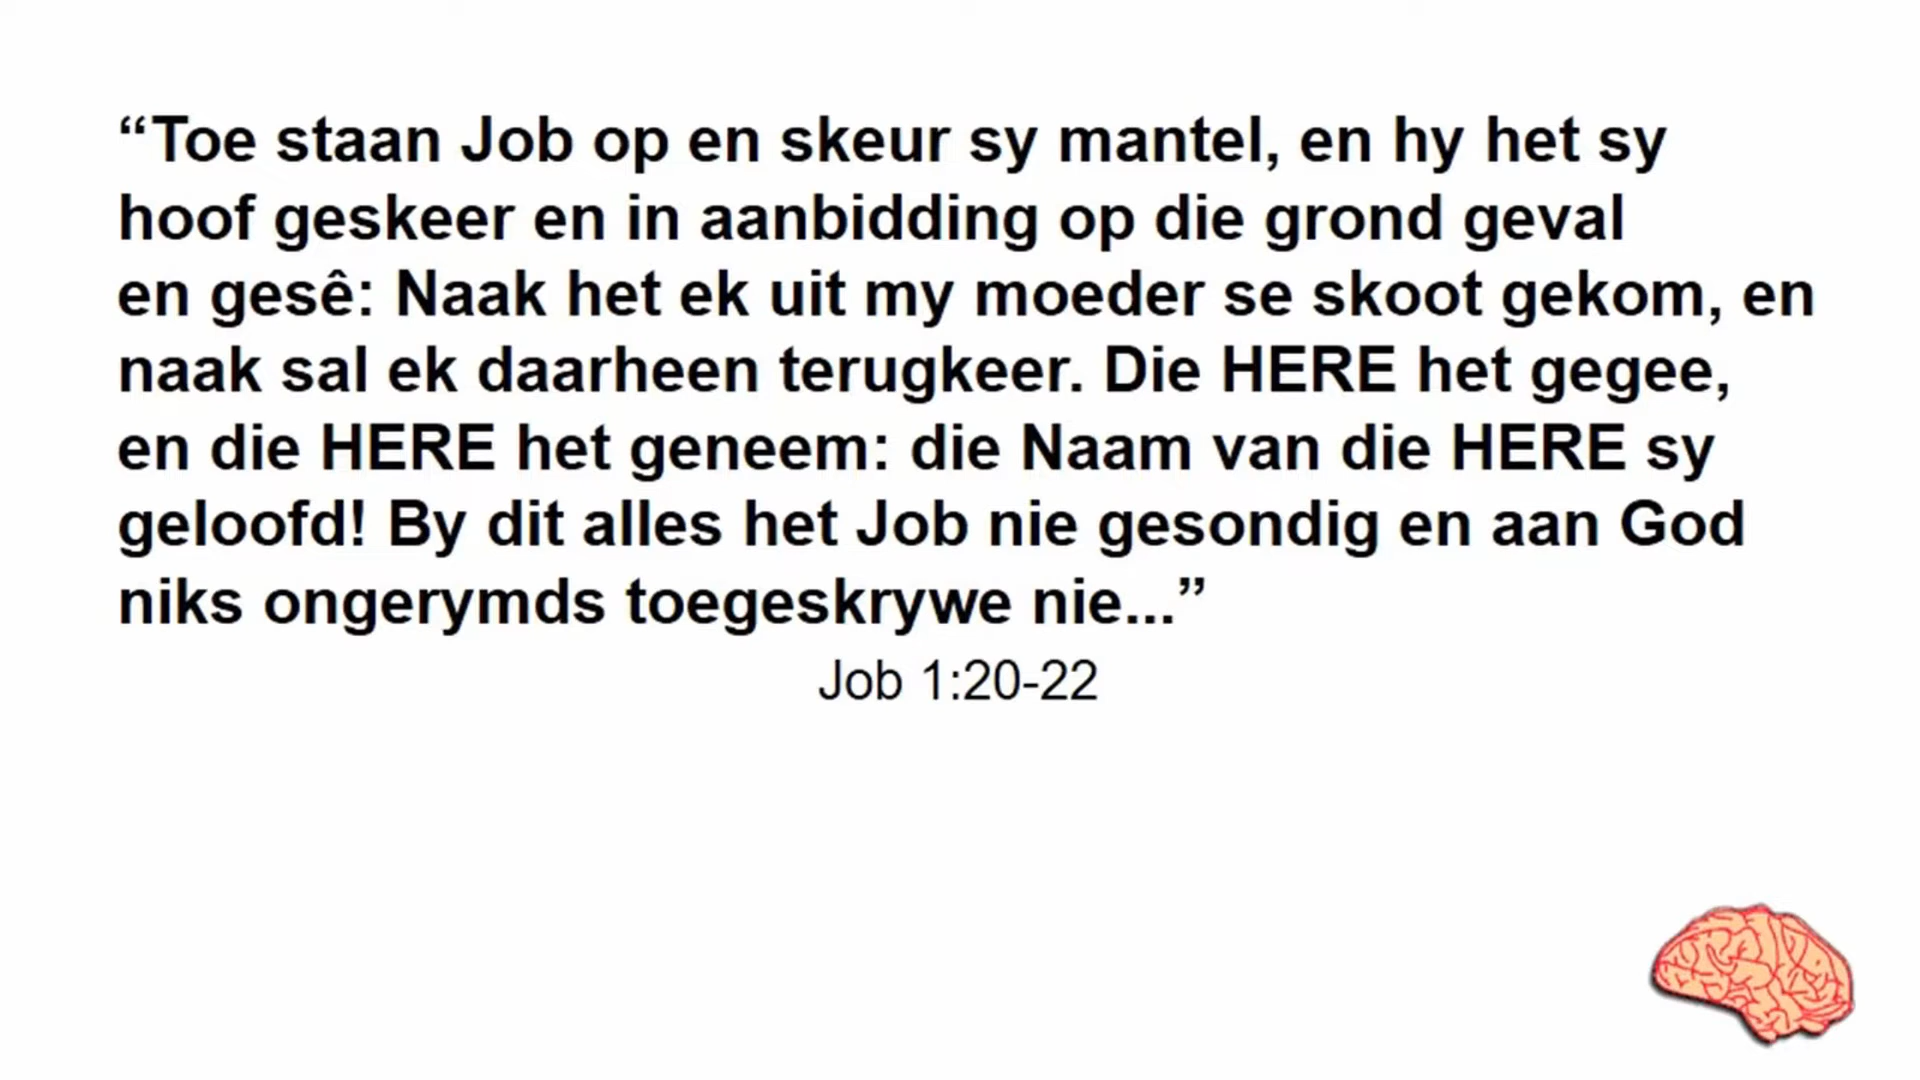 “Toe staan Job op en skeur sy mantel, en hy het sy
hoof geskeer en in aanbidding op die grond geval
en gesê: Naak het ek uit my moeder se skoot gekom, en
naak sal ek daarheen terugkeer. Die HERE het gegee,
en die HERE het geneem: die Naam van die HERE sy
geloofd! By dit alles het Job nie gesondig en aan God
niks ongerymds toegeskrywe nie...”
Job 1:20-22